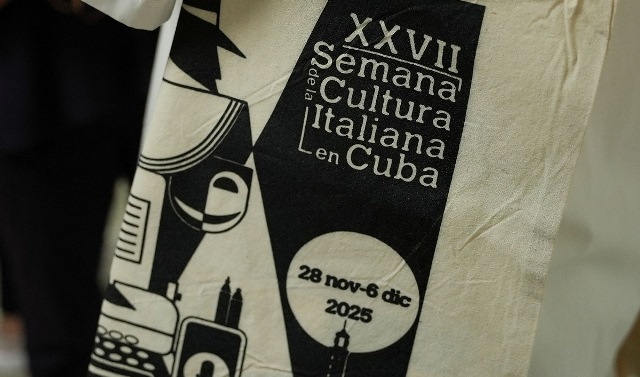 XXVII
Semana
de la
Cultura
Italiana
en Cuba
28 nov-6 dic
2025